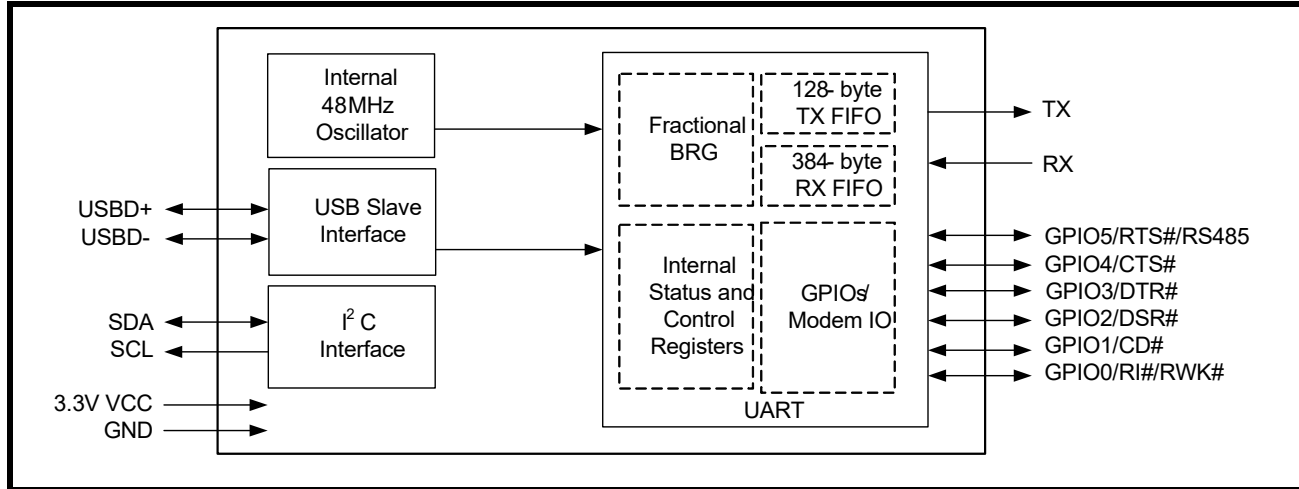 Internal
48MHz
Oscillator
USB Slave
Interface
I² C
Interface
USBD+
USBD-
SDA
SCL
3.3V VCC
GND
Fractional
BRG
128- byte
TX FIFO
384- byte
RX FIFO
Internal
Status and
Control
Registers
GPIOs/
Modem IO
UART
TX
RX
GPIO5/RTS#/RS485
GPIO4/CTS#
GPIO3/DTR#
GPIO2/DSR#
GPIO1/CD#
GPIO0/RI#/RWK#